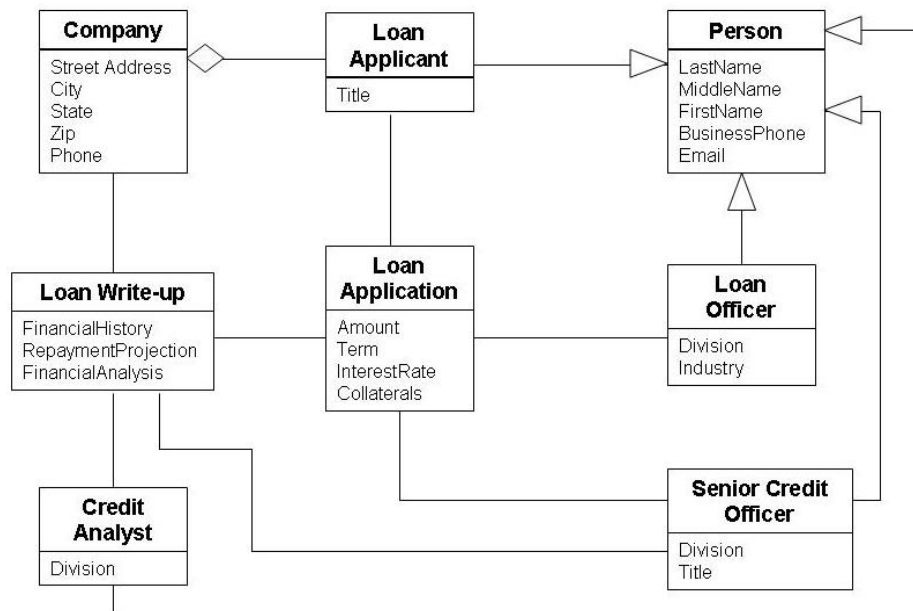 Company
Street Address
City
State
Zip
Phone
Loan
Applicant
Title
Person
LastName
MiddleName
FirstName
BusinessPhone
Email
Loan Write-up
FinancialHistory
RepaymentProjection
FinancialAnalysis
Loan
Application
Amount
Term
InterestRate
Collaterals
Loan
Officer
Division
Industry
Credit
Analyst
Division
Senior Credit
Officer
Division
Title